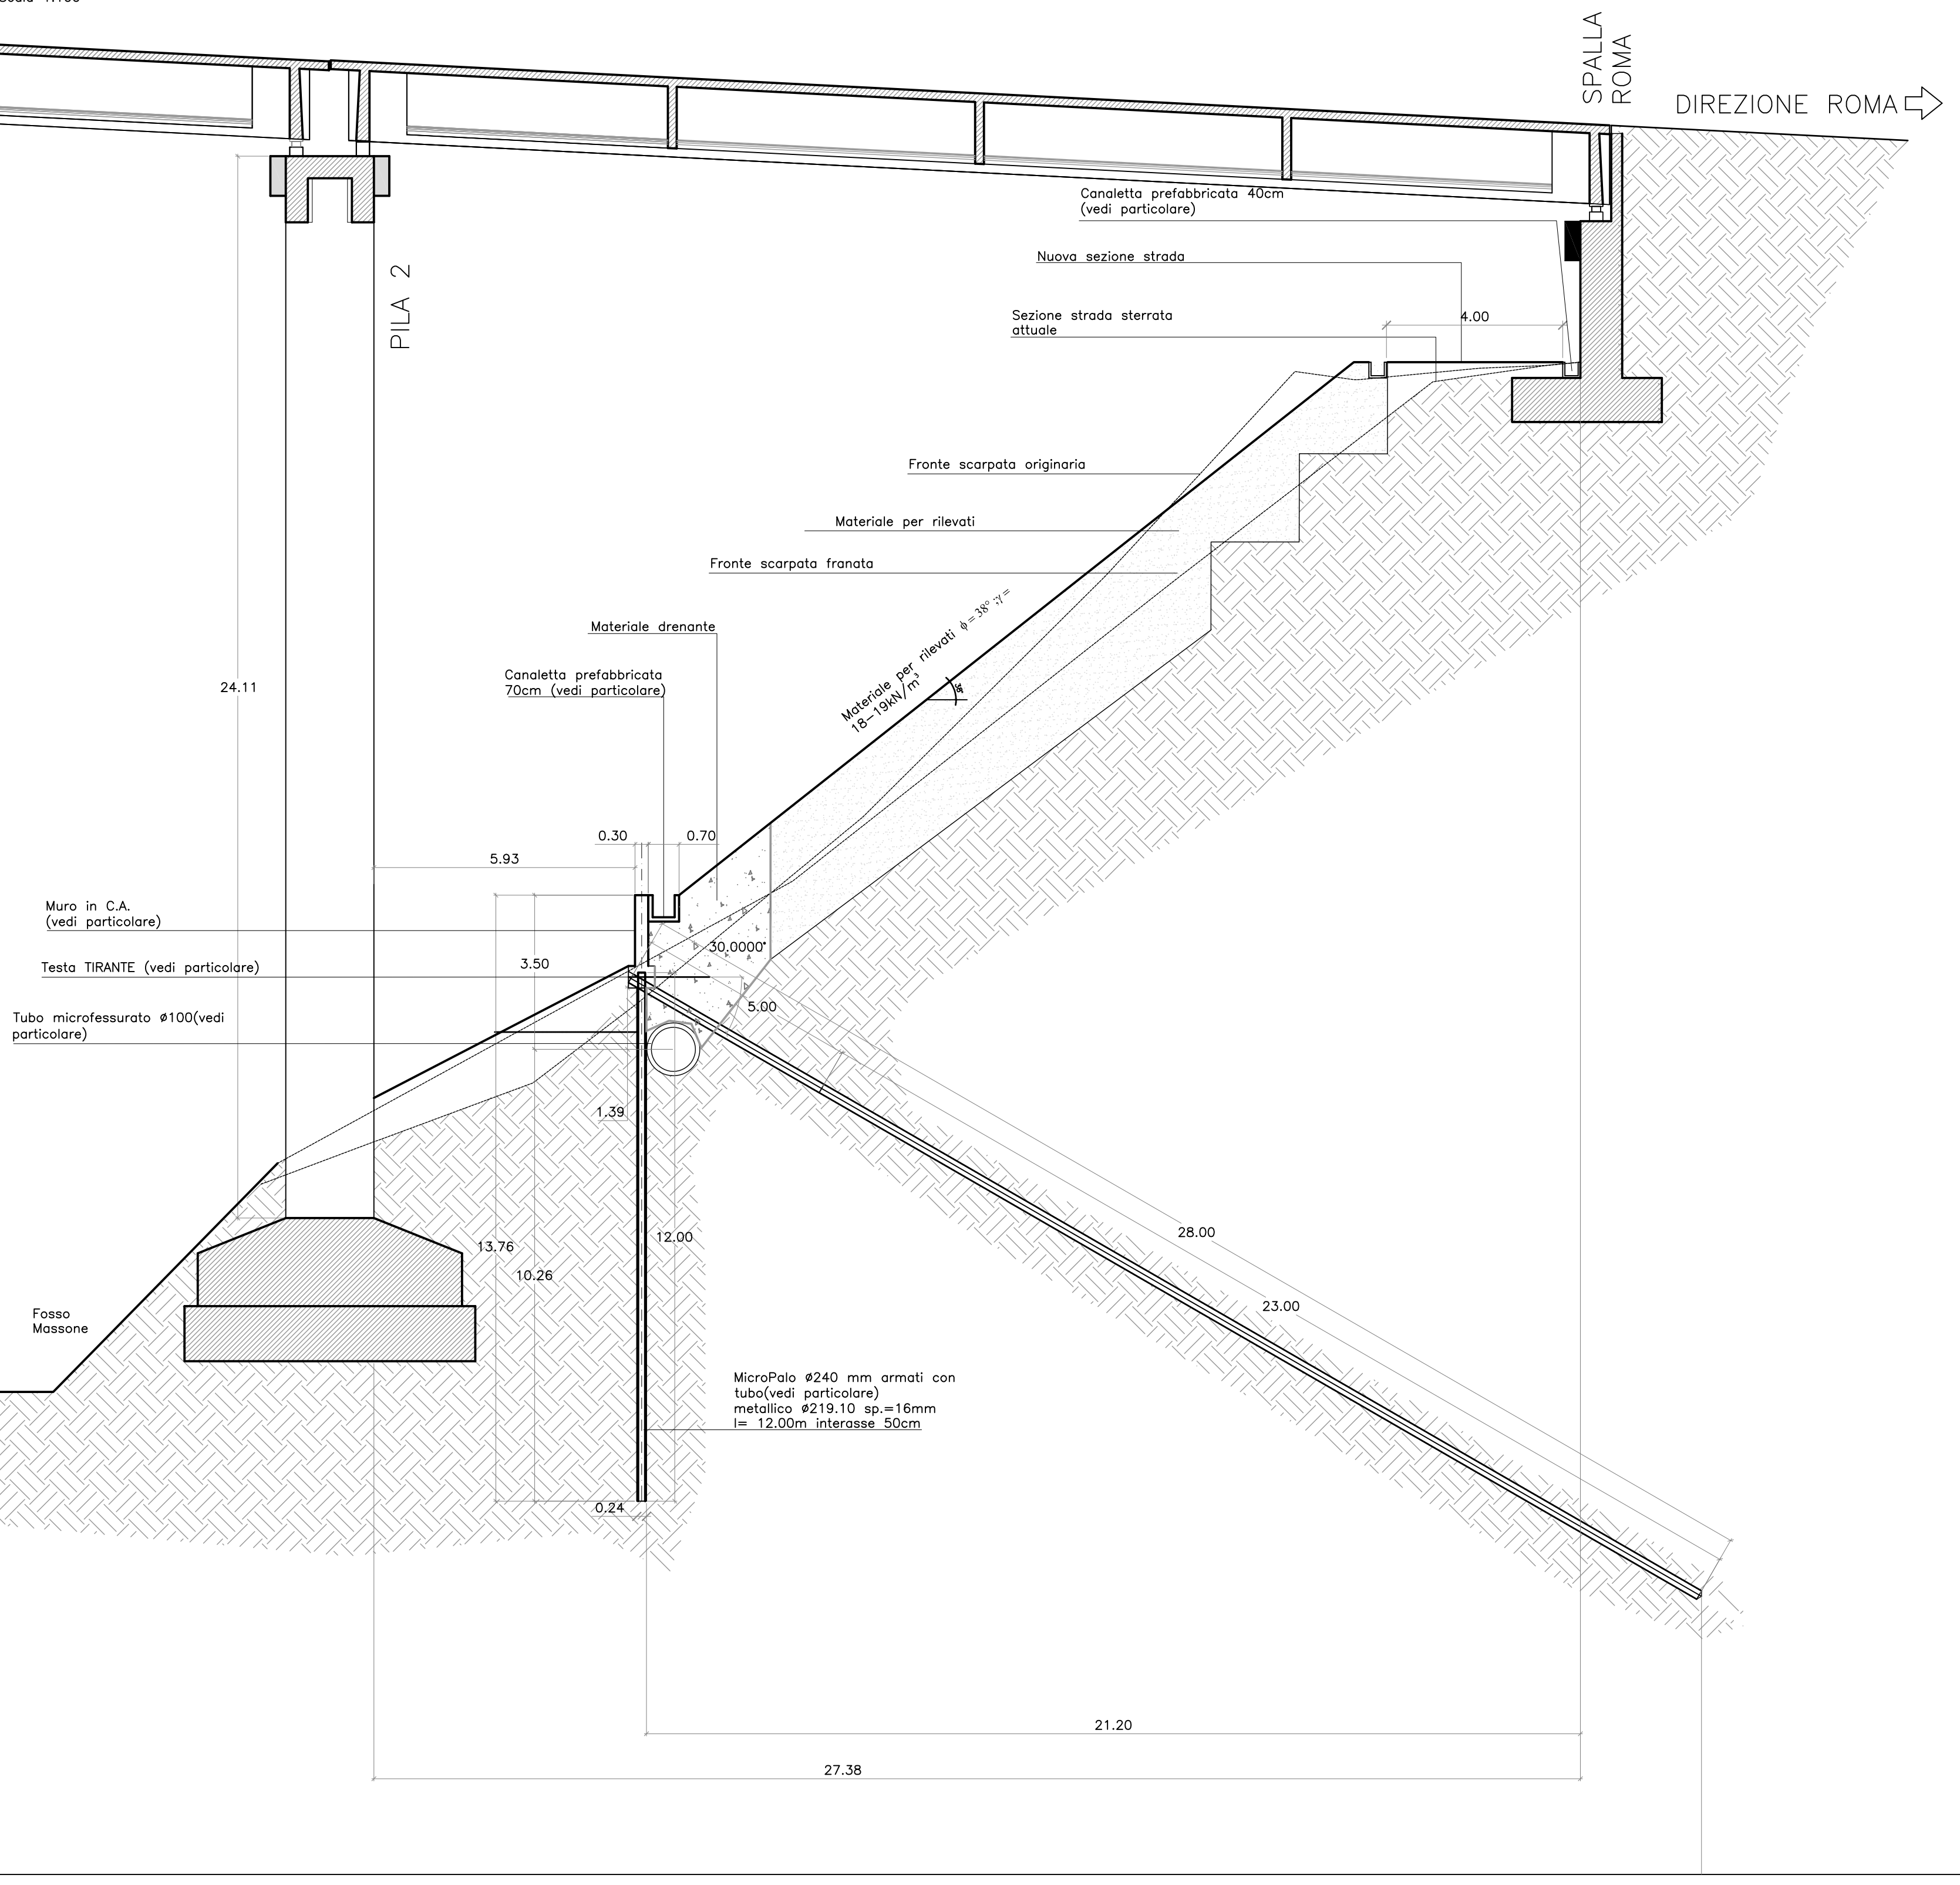 SPALLA
ROMA
DIREZIONE ROMA
Canaletta prefabbricata 40cm
(vedi particolare)
Nuova sezione strada
PILA 2
Sezione strada sterrata
attuale
4.00
Fronte scarpata originaria
Materiale per rilevati
Fronte scarpata franata
Materiale per rilevati ϕ=38° ;γ=
18-19kN/m³
38°
Materiale drenante
Canaletta prefabbricata
70cm (vedi particolare)
24.11
0.30
0.70
5.93
Muro in C.A.
(vedi particolare)
30.0000°
3.50
Testa TIRANTE (vedi particolare)
5.00
Tubo microfessurato ø100(vedi
particolare)
1.39
28.00
12.00
13.76
10.26
23.00
Fosso
Massone
MicroPalo ø240 mm armati con
tubo(vedi particolare)
metallico ø219.10 sp.=16mm
l= 12.00m interasse 50cm
0.24
21.20
27.38